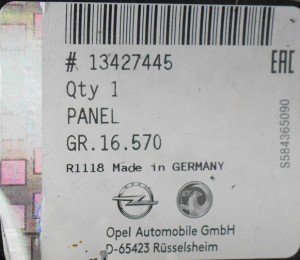 # 13427445
EAC
Qty 1
PANEL
GR.16.570
R1118 Made in GERMANY
S584365090
Opel Automobile GmbH
D-65423 Rüsselsheim